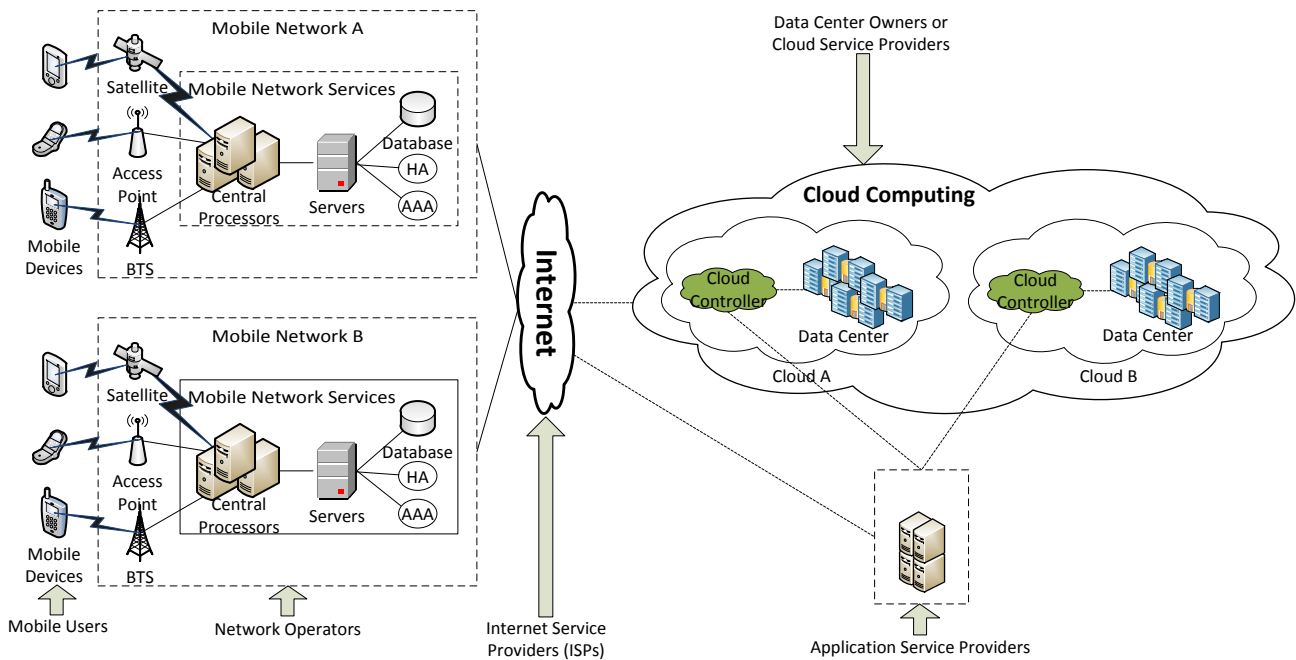 Mobile Network A
Satellite
Mobile Network Services
Access
Point
Central
Processors
Servers
Database
HA
AAA
Mobile
Devices
BTS
Mobile Network B
Satellite
Mobile Network Services
Access
Point
Central
Processors
Servers
Database
HA
AAA
Mobile
Devices
BTS
Mobile Users
Network Operators
Internet
Internet Service
Providers (ISPs)
Data Center Owners or
Cloud Service Providers
Cloud Computing
Cloud
Controller
Data Center
Cloud A
Cloud
Controller
Data Center
Cloud B
Application Service Providers